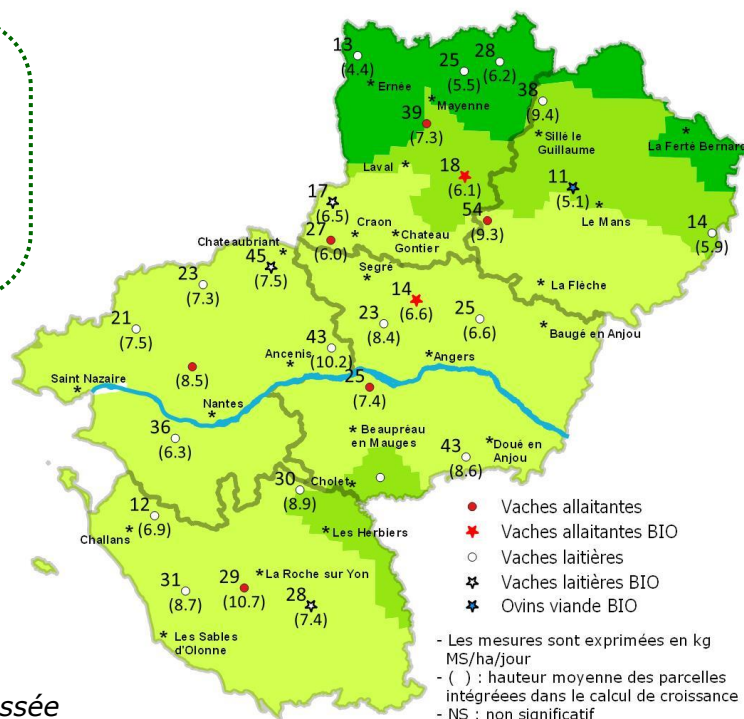 13
(4.4)
28
(6.2)
25
(5.5)
Ernée
Mayenne
38
(9.4)
39
(7.3)
Sillé le
Guillaume
La Ferté Bernard
Laval
18
(6.1)
11
(5.1)
17
(6.5)
Le Mans
54
(9.3)
14
(5.9)
27
(6.0)
Craon
Chateau
Gontier
Chateaubriant
45
(7.5)
Segré
La Flèche
23
(7.3)
14
(6.6)
23
(8.4)
25
(6.6)
Baugé en Anjou
21
(7.5)
43
(10.2)
Ancenis
Angers
(8.5)
25
(7.4)
Saint Nazaire
Nantes
36
(6.3)
Beaupréau
en Mauges
43
(8.6)
Doué en
Anjou
30
(8.9)
Cholet
12
(6.9)
Challans
Les Herbiers
31
(8.7)
29
(10.7)
La Roche sur Yon
28
(7.4)
Les Sables
d'Olonne
Vaches allaitantes
Vaches allaitantes BIO
Vaches laitières
Vaches laitières BIO
Ovins viande BIO
- Les mesures sont exprimées en kg
MS/ha/jour
- ( ) : hauteur moyenne des parcelles
intégréees dans le calcul de croissance
- NS : non significatif
ssée